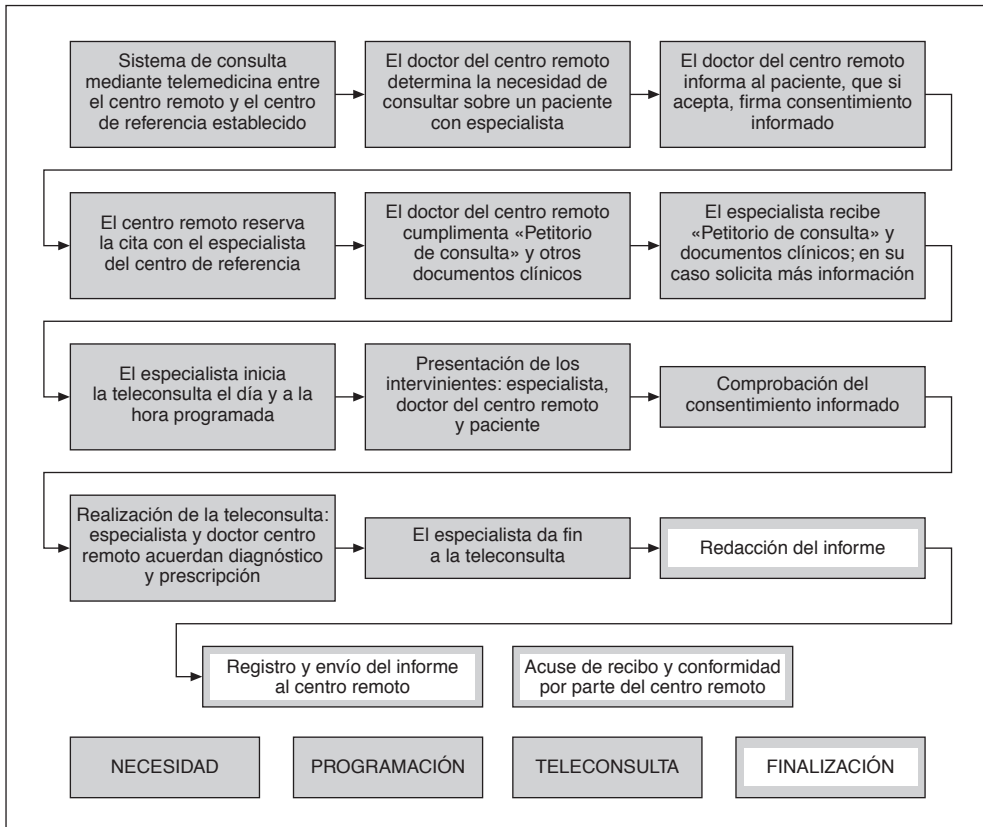 Sistema de consulta
mediante telemedicina entre
el centro remoto y el centro
de referencia establecido
El doctor del centro remoto
determina la necesidad de
consultar sobre un paciente
con especialista
El doctor del centro remoto
informa al paciente, que si
acepta, firma consentimiento
informado
El centro remoto reserva
la cita con el especialista
del centro de referencia
El doctor del centro remoto
cumplimenta «Petitorio
de consulta» y otros
documentos clínicos
El especialista recibe
«Petitorio de consulta» y
documentos clínicos; en su
caso solicita más información
El especialista inicia
la teleconsulta el día y a la
hora programada
Presentación de los
intervinientes: especialista,
doctor del centro remoto
y paciente
Comprobación del
consentimiento informado
Realización de la teleconsulta:
especialista y doctor centro
remoto acuerdan diagnóstico
y prescripción
El especialista da fin
a la teleconsulta
Redacción del informe
Registro y envío del informe
al centro remoto
Acuse de recibo y conformidad
por parte del centro remoto
NECESIDAD
PROGRAMACIÓN
TELECONSULTA
FINALIZACIÓN